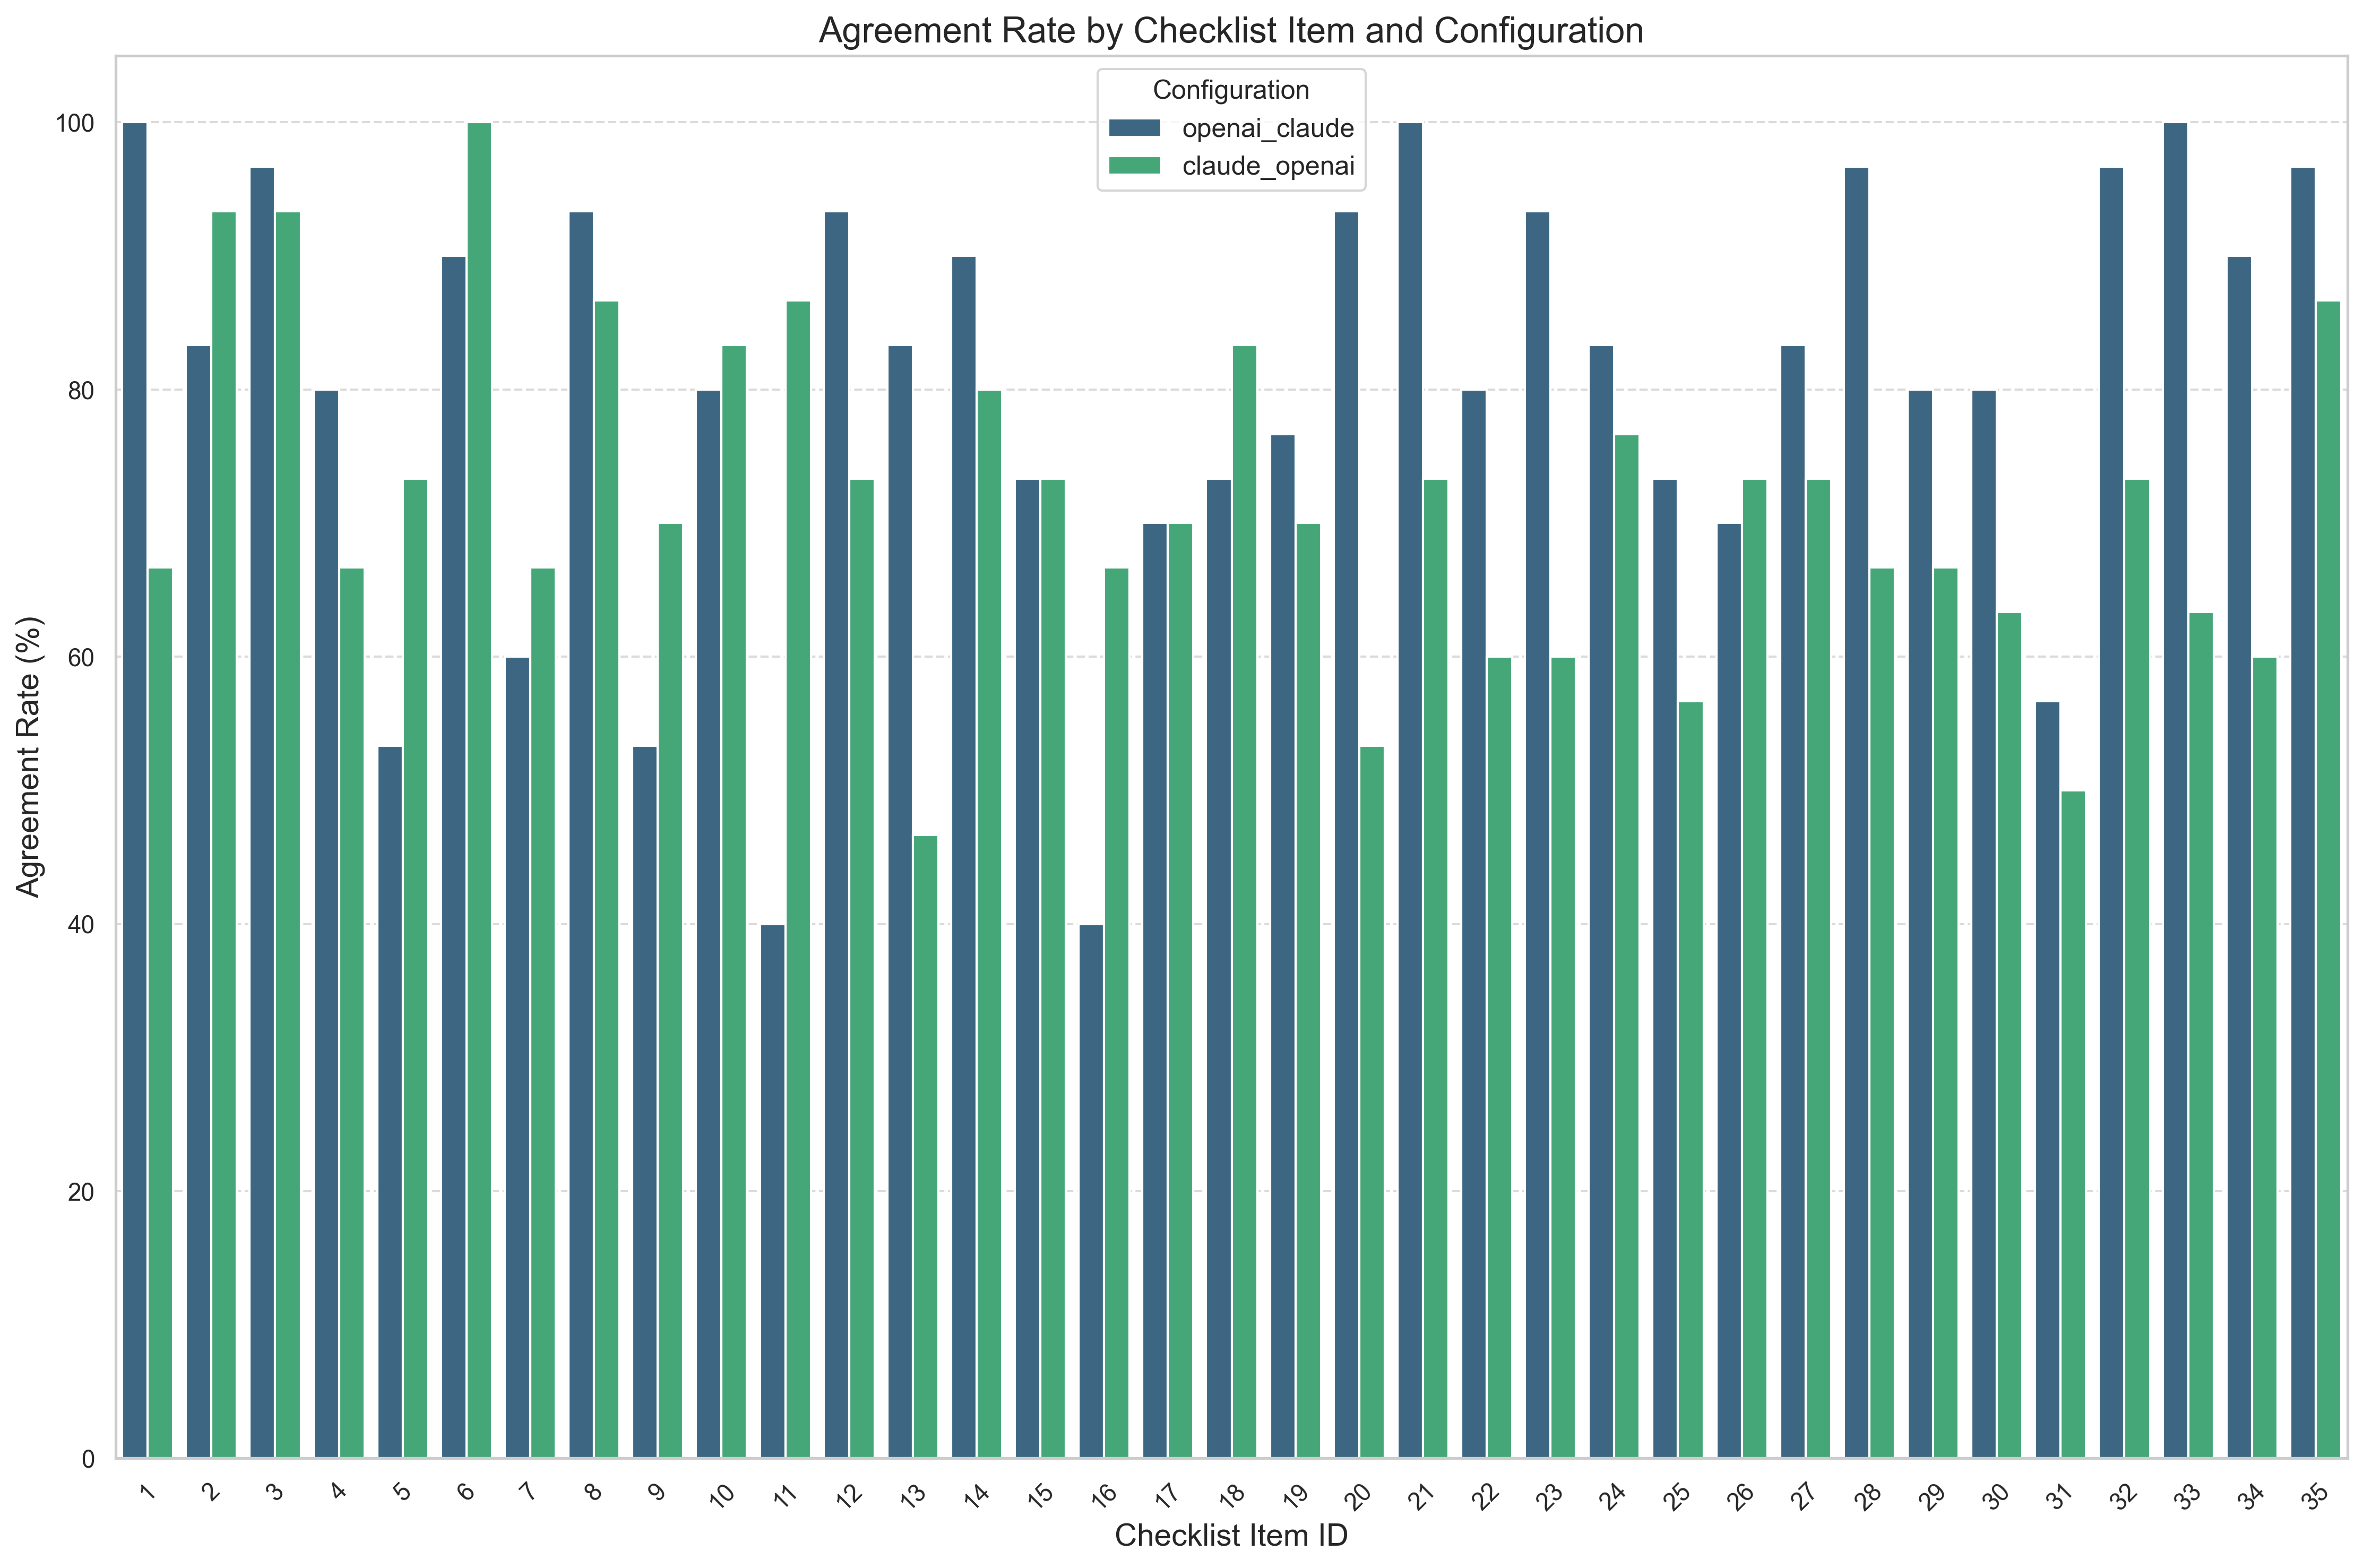 Agreement Rate by Checklist Item and Configuration
Configuration
openai_claude
claude_openai
Agreement Rate (%)
100
80
60
40
20
0
1 2 3 4 5 6 7 8 9 10 11 12 13 14 15 16 17 18 19 20 21 22 23 24 25 26 27 28 29 30 31 32 33 34 35
Checklist Item ID